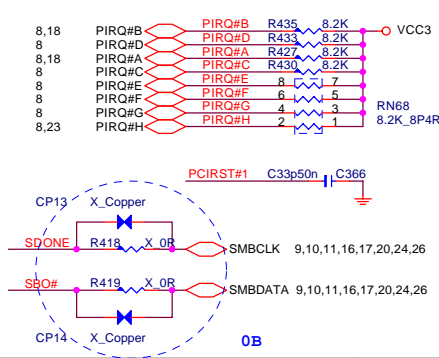 8,18 PIRQ#B PIRQ#B R435 8.2K VCC3
8 PIRQ#D PIRQ#D R433 8.2K
8,18 PIRQ#A PIRQ#A R427 8.2K
8 PIRQ#C PIRQ#C R430 8.2K
8 PIRQ#E PIRQ#E 8 7
8 PIRQ#F PIRQ#F 6 5 RN68
8 PIRQ#G PIRQ#G 4 3 8.2K_8P4R
8,23 PIRQ#H PIRQ#H 2 1
PCIRST#1 C33p50n C366
CP13 X_Copper
SDONE R418 X_0R SMBCLK 9,10,11,16,17,20,24,26
SBO# R419 X_0R SMBDATA 9,10,11,16,17,20,24,26
CP14 X_Copper 0B